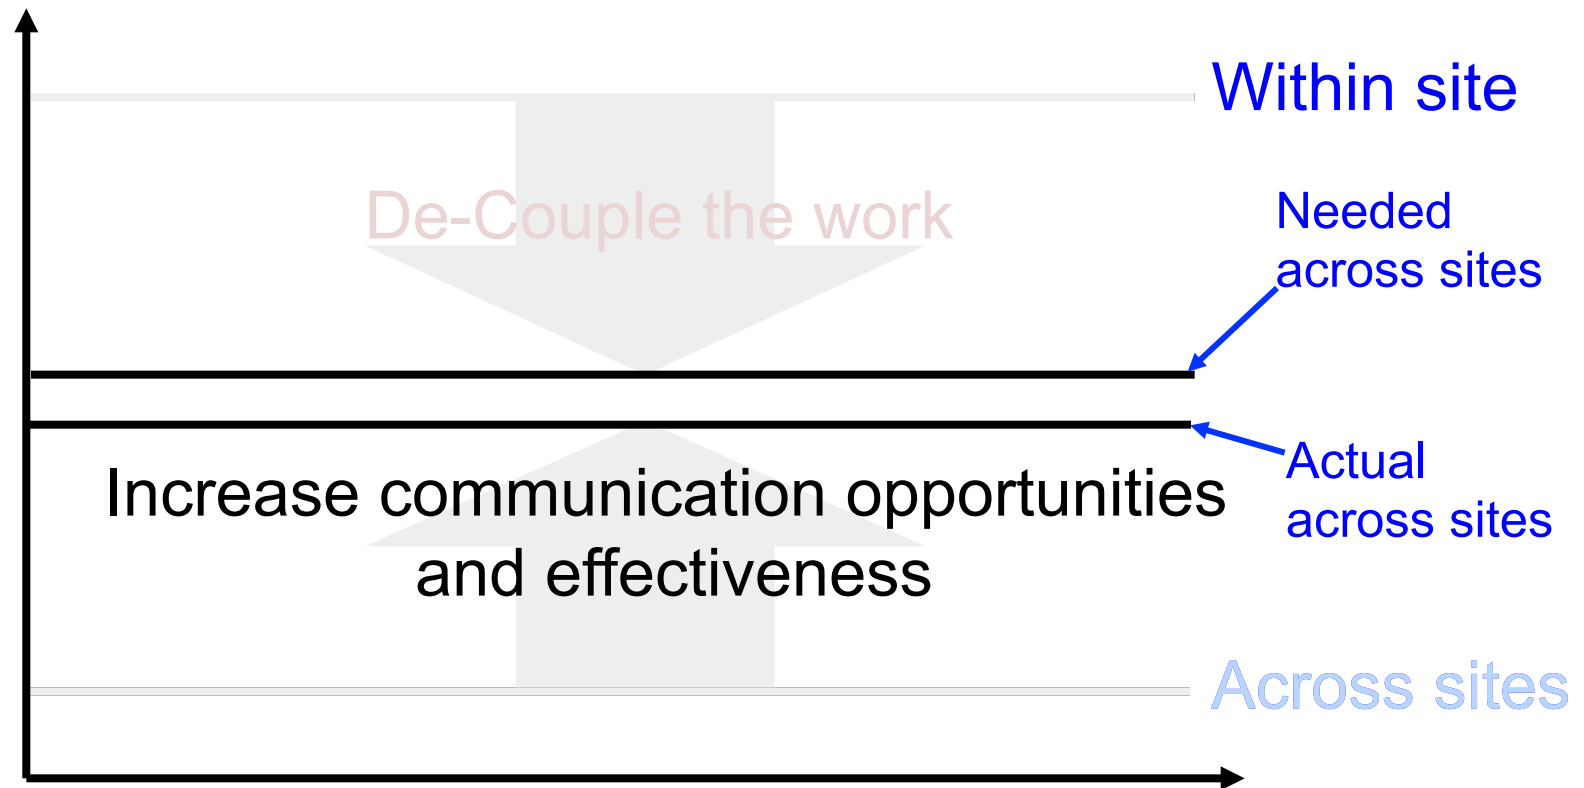 Within site
De-Couple the work
Needed
across sites
Increase communication opportunities
and effectiveness
Actual
across sites
Across sites